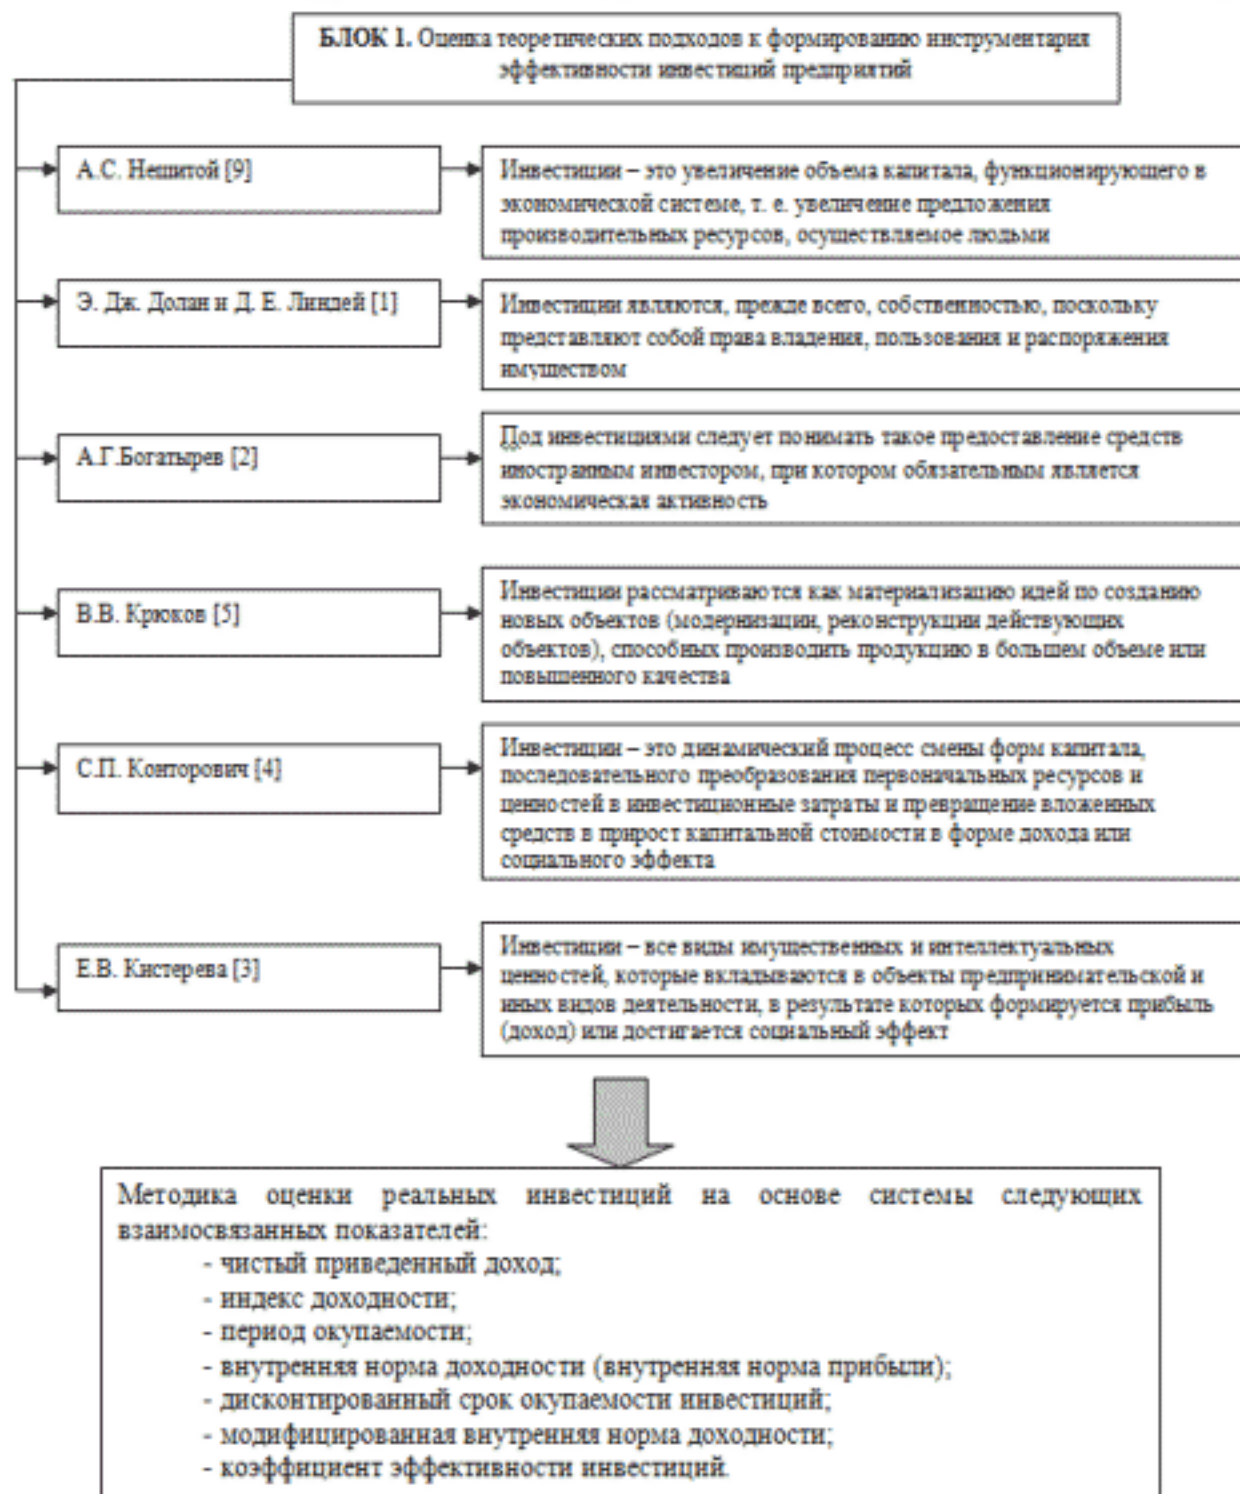 БЛОК 1. Оценка теоретических подходов к формированию инструментария
эффективности инвестиций предприятий
А.С. Нешитой [9]
Инвестиции – это увеличение объема капитала, функционирующего в
экономической системе, т. е. увеличение предложения
производительных ресурсов, осуществляемое людьми
Э. Дж. Долан и Д. Е. Линдей [1]
Инвестиции являются, прежде всего, собственностью, поскольку
представляют собой права владения, пользования и распоряжения
имуществом
А.Г.Богатырев [2]
Под инвестициями следует понимать такое предоставление средств
иностранным инвестором, при котором обязательным является
экономическая активность
В.В. Крюков [5]
Инвестиции рассматриваются как материализацию идей по созданию
новых объектов (модернизации, реконструкции действующих
объектов), способных производить продукцию в большем объеме или
повышенного качества
С.П. Конторович [4]
Инвестиции – это динамический процесс смены форм капитала,
последовательного преобразования первоначальных ресурсов и
ценностей в инвестиционные затраты и превращение вложенных
средств в прирост капитальной стоимости в форме дохода или
социального эффекта
Е.В. Кистерева [3]
Инвестиции – все виды имущественных и интеллектуальных
ценностей, которые вкладываются в объекты предпринимательской и
иных видов деятельности, в результате которых формируется прибыль
(доход) или достигается социальный эффект
Методика оценки реальных инвестиций на основе системы следующих
взаимосвязанных показателей:
- чистый приведенный доход;
- индекс доходности;
- период окупаемости;
- внутренняя норма доходности (внутренняя норма прибыли);
- дисконтированный срок окупаемости инвестиций;
- модифицированная внутренняя норма доходности;
- коэффициент эффективности инвестиций.